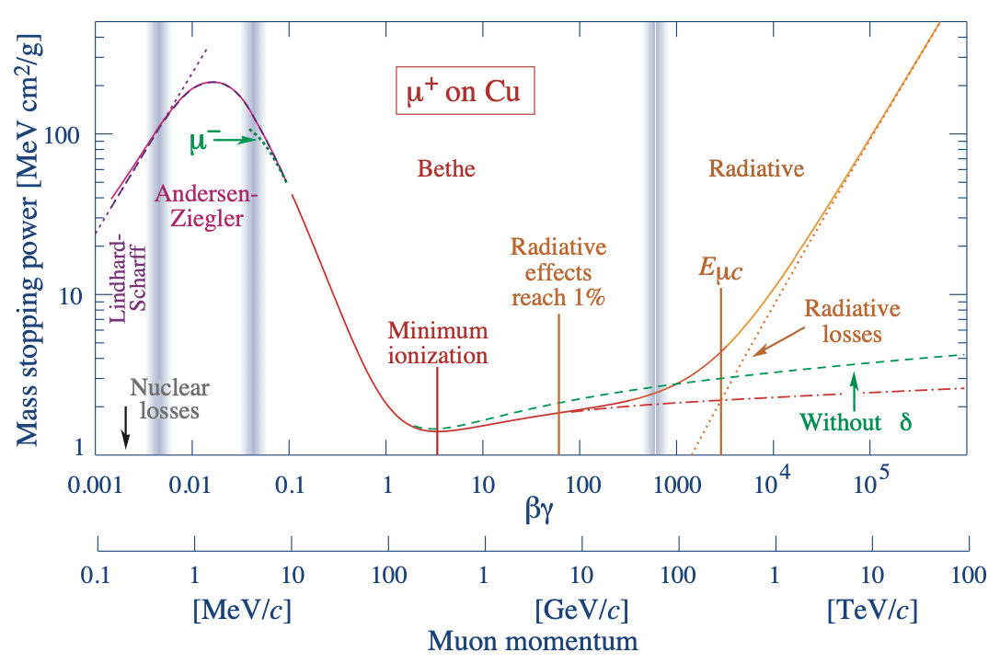 Mass stopping power [MeV cm²/g]
100
10
1
μ⁺ on Cu
μ⁻
Bethe
Radiative
Andersen-
Ziegler
Lindhard-
Scharff
Radiative
effects
reach 1%
Eμc
Radiative
losses
Minimum
ionization
Nuclear
losses
Without δ
0.001 0.01 0.1 1 10 100 1000 10⁴ 10⁵
βγ
0.1 1 10 100 1 10 100 1 10 100
[MeV/c] [GeV/c] [TeV/c]
Muon momentum